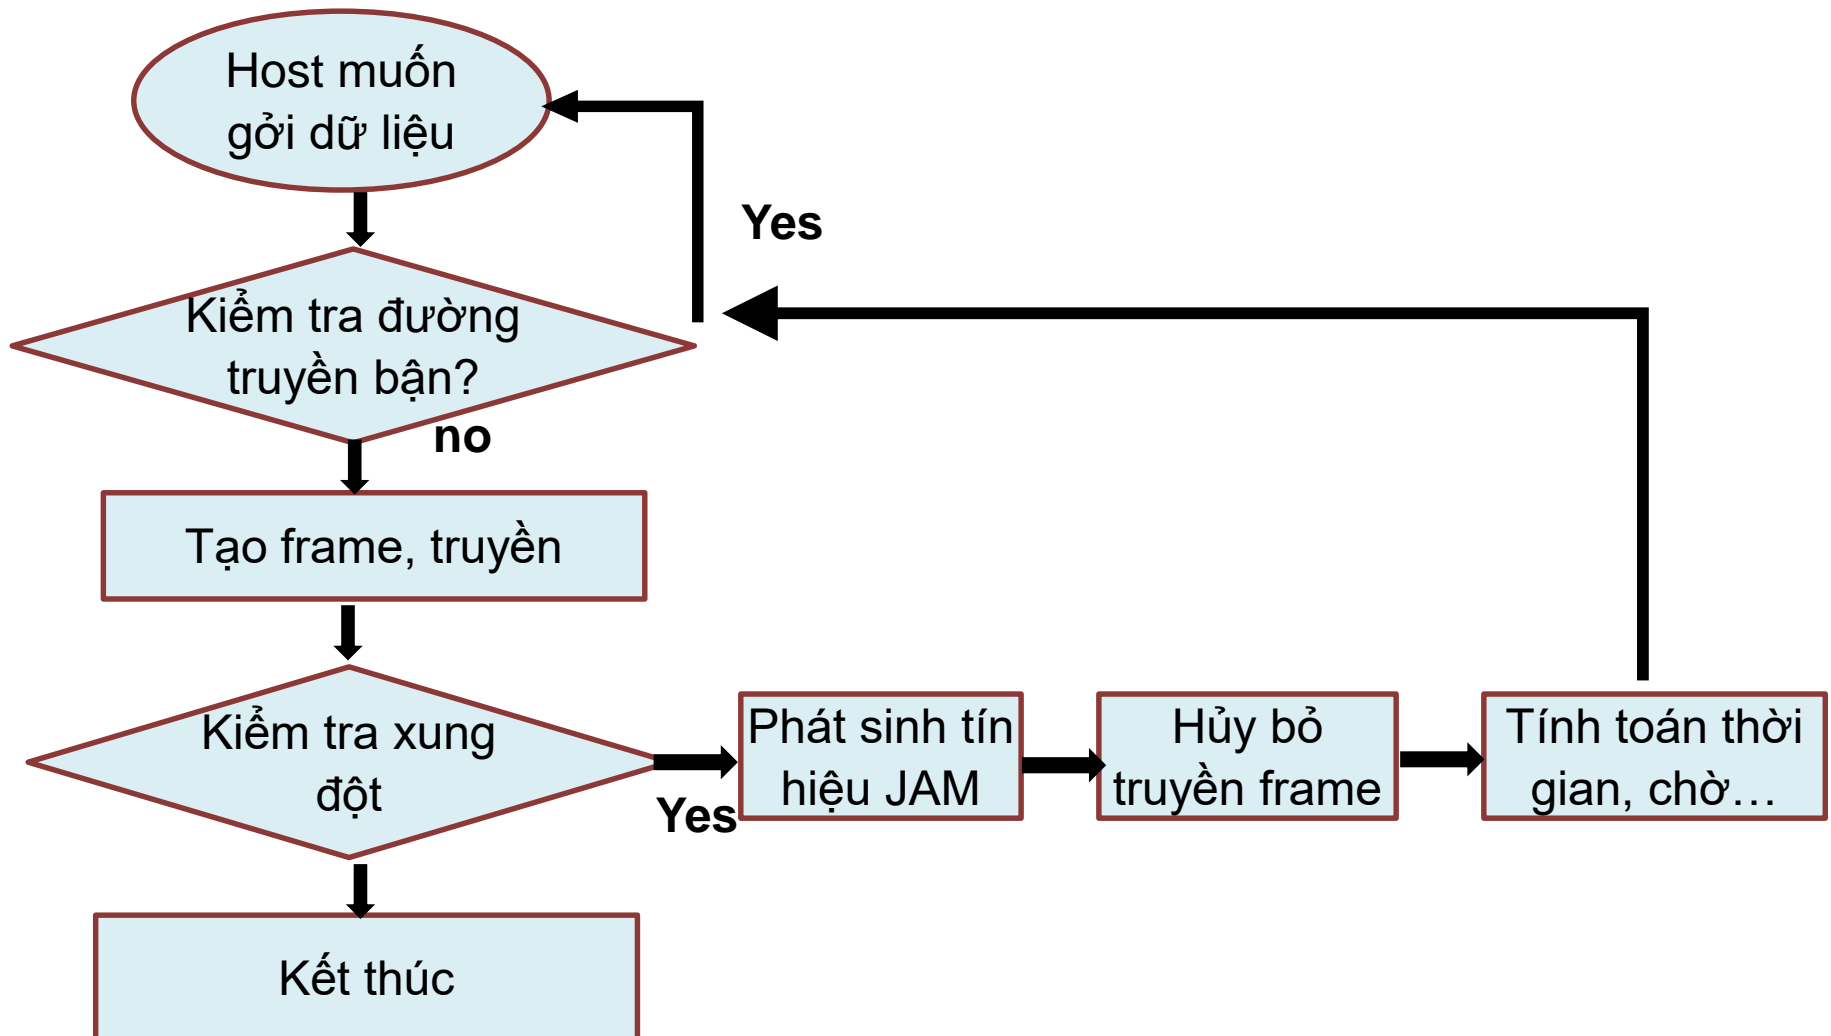 Host muốn
gởi dữ liệu
Yes
Kiểm tra đường
truyền bận?
no
Tạo frame, truyền
Kiểm tra xung
đột
Yes
Phát sinh tín
hiệu JAM
Hủy bỏ
truyền frame
Tính toán thời
gian, chờ...
Kết thúc